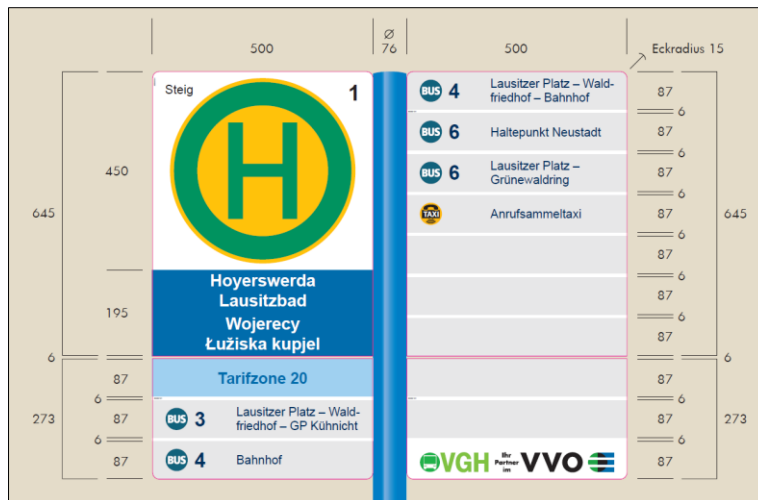 Ø
500
76
500
Eckradius 15
Steig
1
H
Hoyerswerda
Lausitzbad
Wojerecy
Łužiska kupjel
Tarifzone 20
BUS 3 Lausitzer Platz – Wald-
friedhof – GP Kühnicht
BUS 4 Bahnhof
BUS 4 Lausitzer Platz – Wald-
friedhof – Bahnhof
BUS 6 Haltepunkt Neustadt
BUS 6 Lausitzer Platz –
Grünewaldring
TAXI Anrufsammeltaxi
VGH Ihr Partner im VVO
645
450
195
6
273
87
6
87
6
87
87
6
87
6
87
6
87
6
87
6
87
6
87
645
6
87
6
87
6
87
273